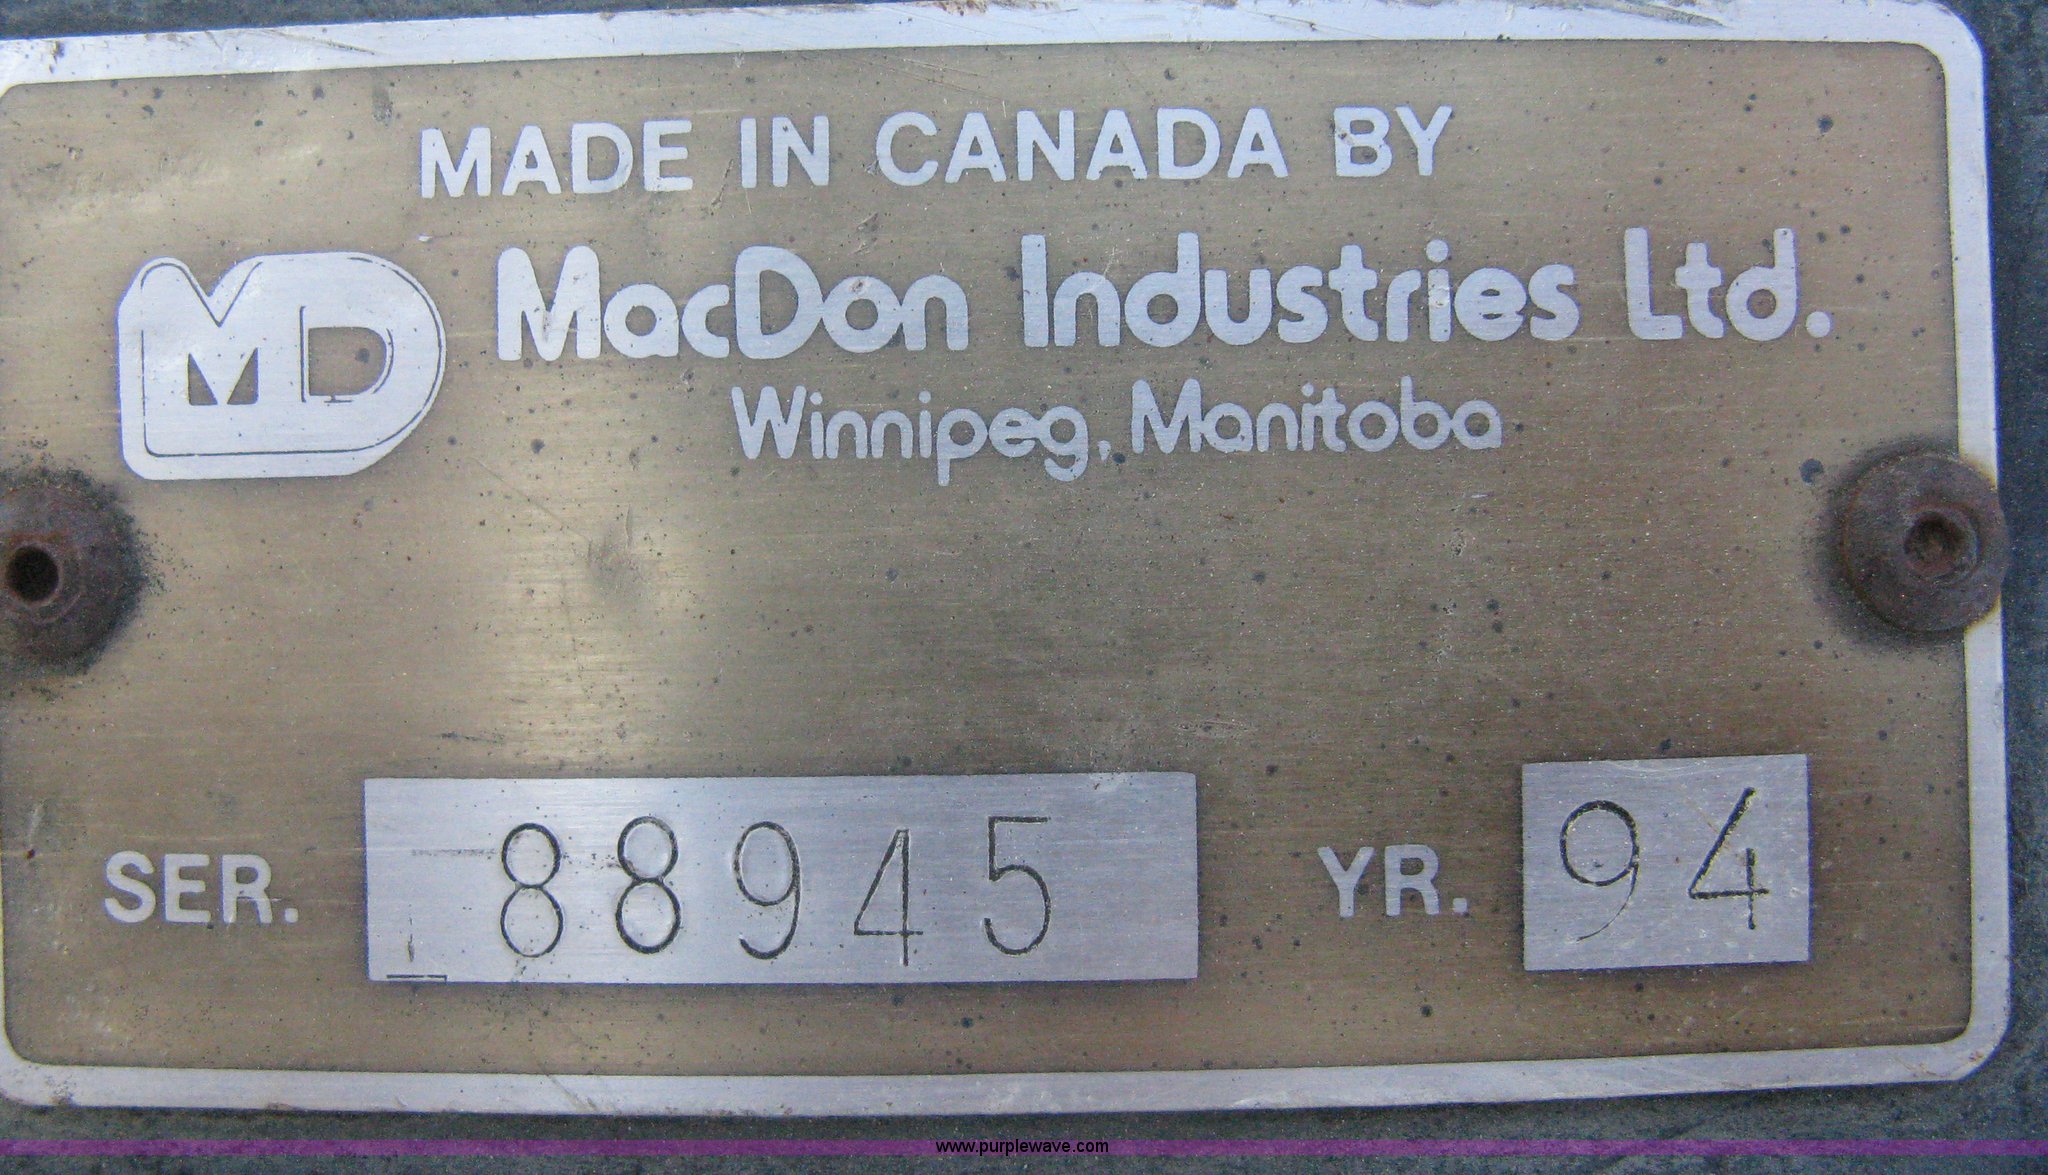 MADE IN CANADA BY
MD MacDon Industries Ltd.
Winnipeg, Manitoba
SER. 88945 YR. 94
www.purplewave.com